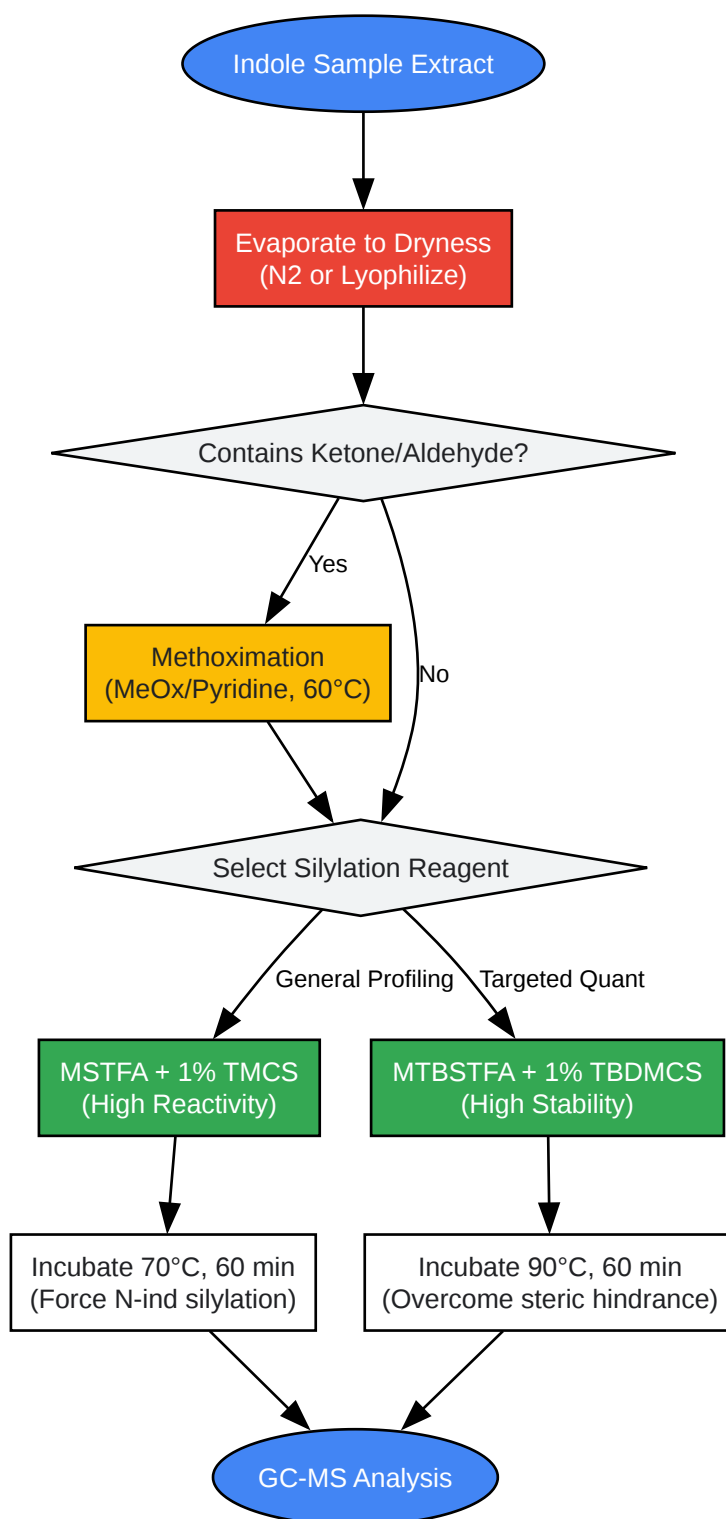 Indole Sample Extract
Evaporate to Dryness
(N2 or Lyophilize)
Contains Ketone/Aldehyde?
Yes
Methoximation
(MeOx/Pyridine, 60°C)
No
Select Silylation Reagent
General Profiling
Targeted Quant
MSTFA + 1% TMCS
(High Reactivity)
MTBSTFA + 1% TBDMCS
(High Stability)
Incubate 70°C, 60 min
(Force N-ind silylation)
Incubate 90°C, 60 min
(Overcome steric hindrance)
GC-MS Analysis